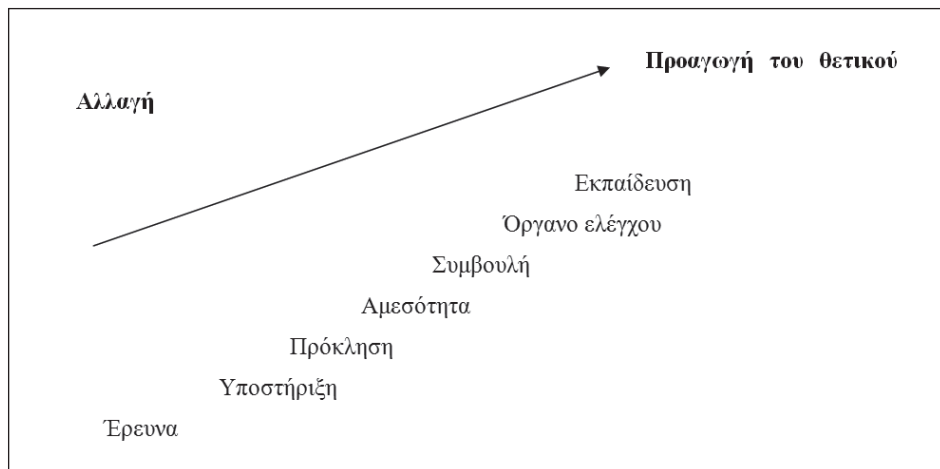 Προαγωγή του θετικού
Αλλαγή
Εκπαίδευση
Όργανο ελέγχου
Συμβουλή
Αμεσότητα
Πρόκληση
Υποστήριξη
Έρευνα